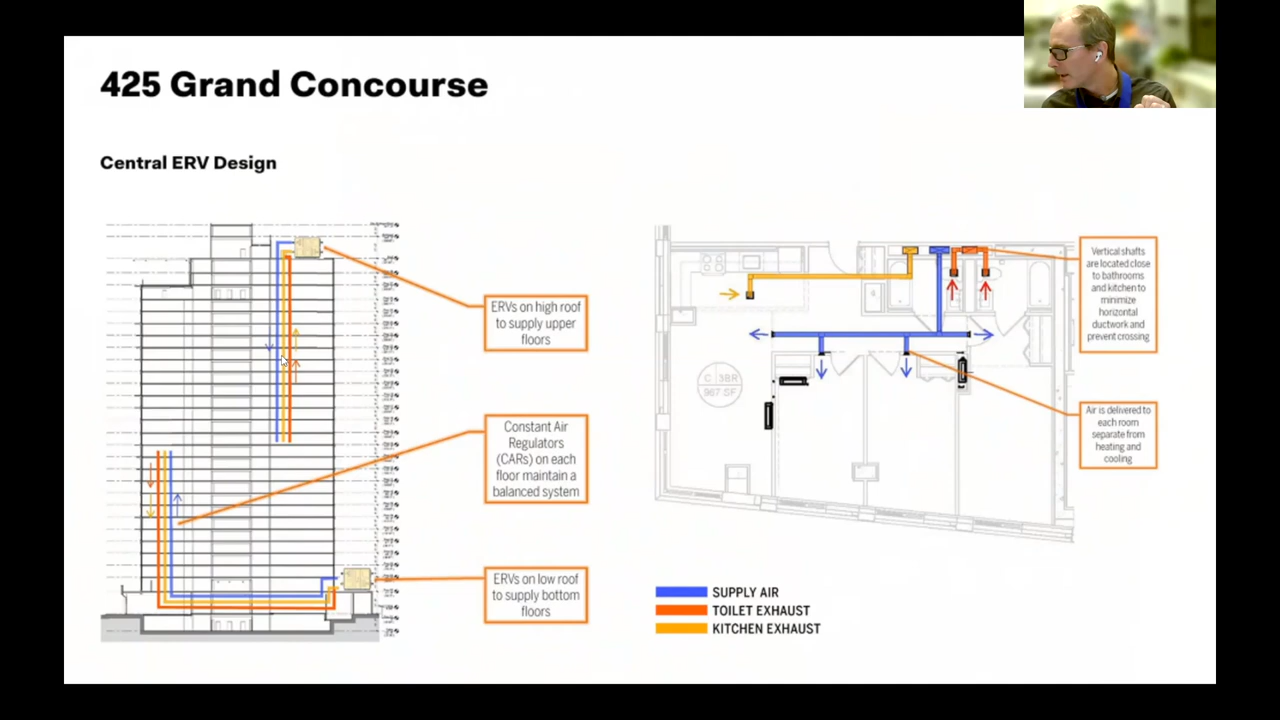 425 Grand Concourse
Central ERV Design
ERVs on high roof
to supply upper
floors
Constant Air
Regulators
(CARs) on each
floor maintain a
balanced system
ERVs on low roof
to supply bottom
floors
C 3BR
967 SF
Vertical shafts
are located close
to bathrooms
and kitchen to
minimize
horizontal
ductwork and
prevent crossing
Air is delivered to
each room
separate from
heating and
cooling
SUPPLY AIR
TOILET EXHAUST
KITCHEN EXHAUST